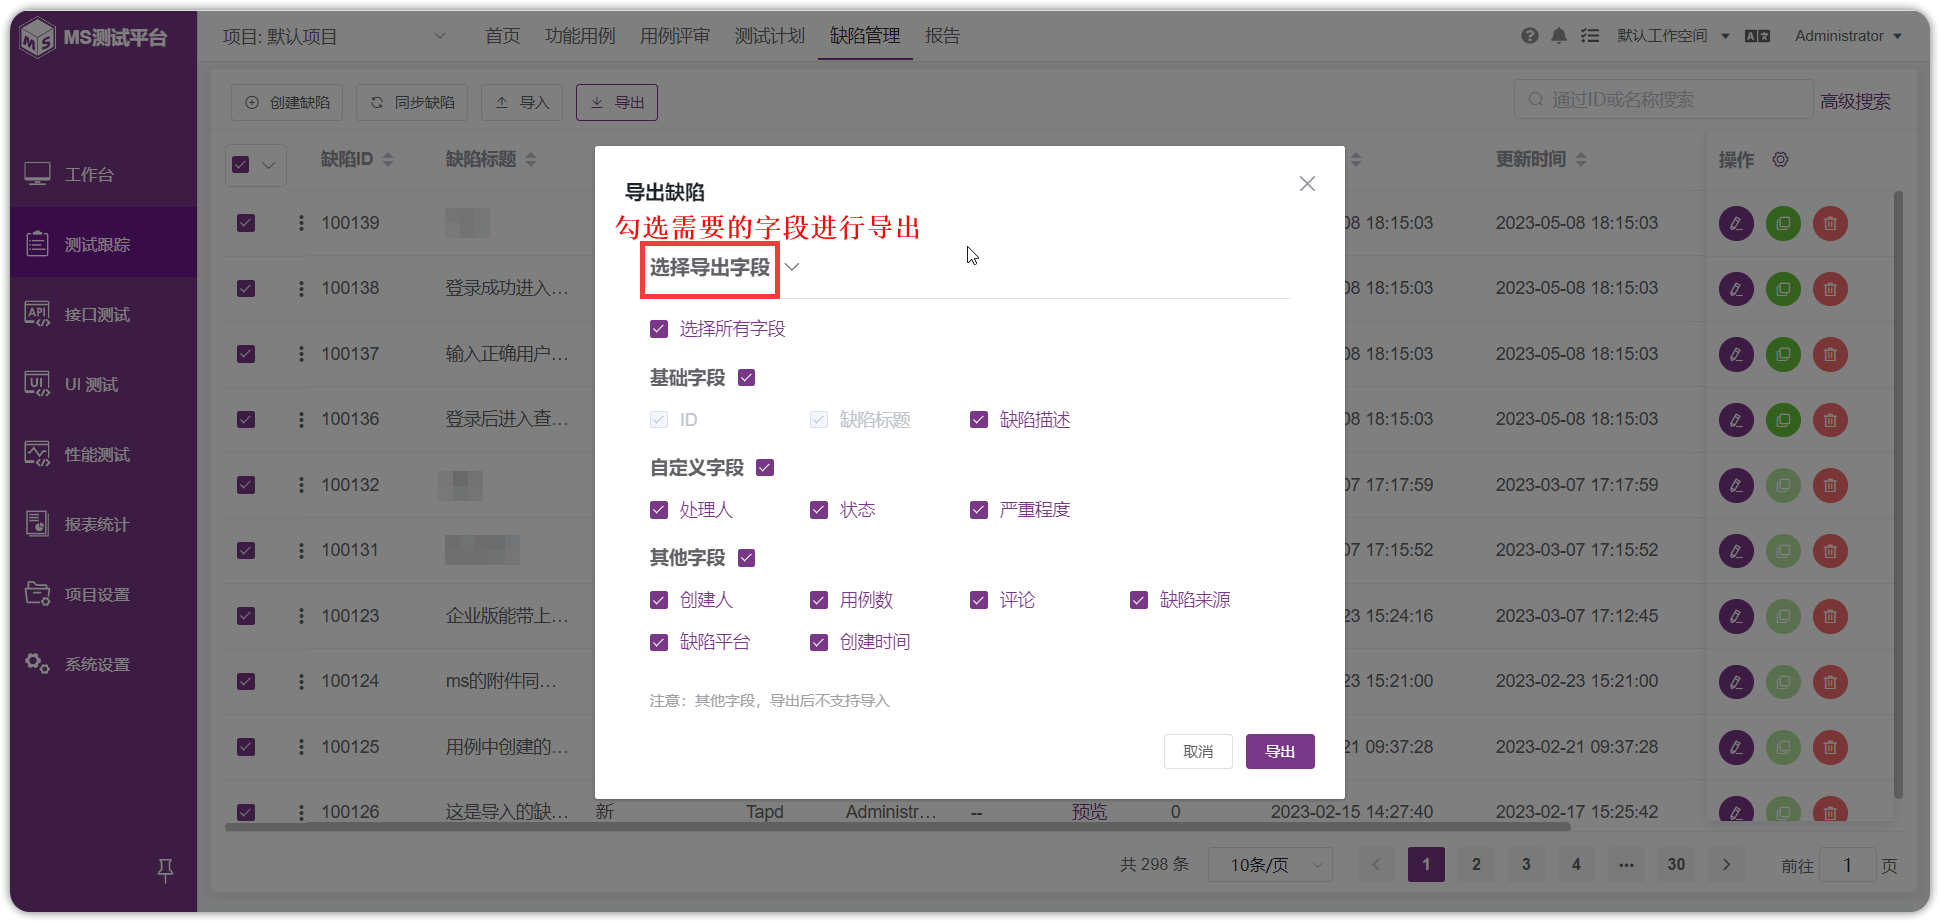 MS测试平台
项目: 默认项目
首页 功能用例 用例评审 测试计划 缺陷管理 报告
默认工作空间
Administrator
工作台
测试跟踪
接口测试
UI 测试
性能测试
报表统计
项目设置
系统设置
创建缺陷 同步缺陷 导入 导出
通过ID或名称搜索
高级搜索
缺陷ID 缺陷标题 更新时间 操作
100139 08 18:15:03 2023-05-08 18:15:03
100138 登录成功进入... 08 18:15:03 2023-05-08 18:15:03
100137 输入正确用户... 08 18:15:03 2023-05-08 18:15:03
100136 登录后进入查... 08 18:15:03 2023-05-08 18:15:03
100132 07 17:17:59 2023-03-07 17:17:59
100131 07 17:15:52 2023-03-07 17:15:52
100123 企业版能带上... 23 15:24:16 2023-03-07 17:12:45
100124 ms的附件同... 23 15:21:00 2023-02-23 15:21:00
100125 用例中创建的... 21 09:37:28 2023-02-21 09:37:28
100126 这是导入的缺... 新 Tapd Administr... -- 预览 0 2023-02-15 14:27:40 2023-02-17 15:25:42
导出缺陷
勾选需要的字段进行导出
选择导出字段
选择所有字段
基础字段
ID 缺陷标题 缺陷描述
自定义字段
处理人 状态 严重程度
其他字段
创建人 用例数 评论 缺陷来源
缺陷平台 创建时间
注意：其他字段，导出后不支持导入
取消 导出
共 298 条 10条/页 1 2 3 4 ... 30 前往 1 页